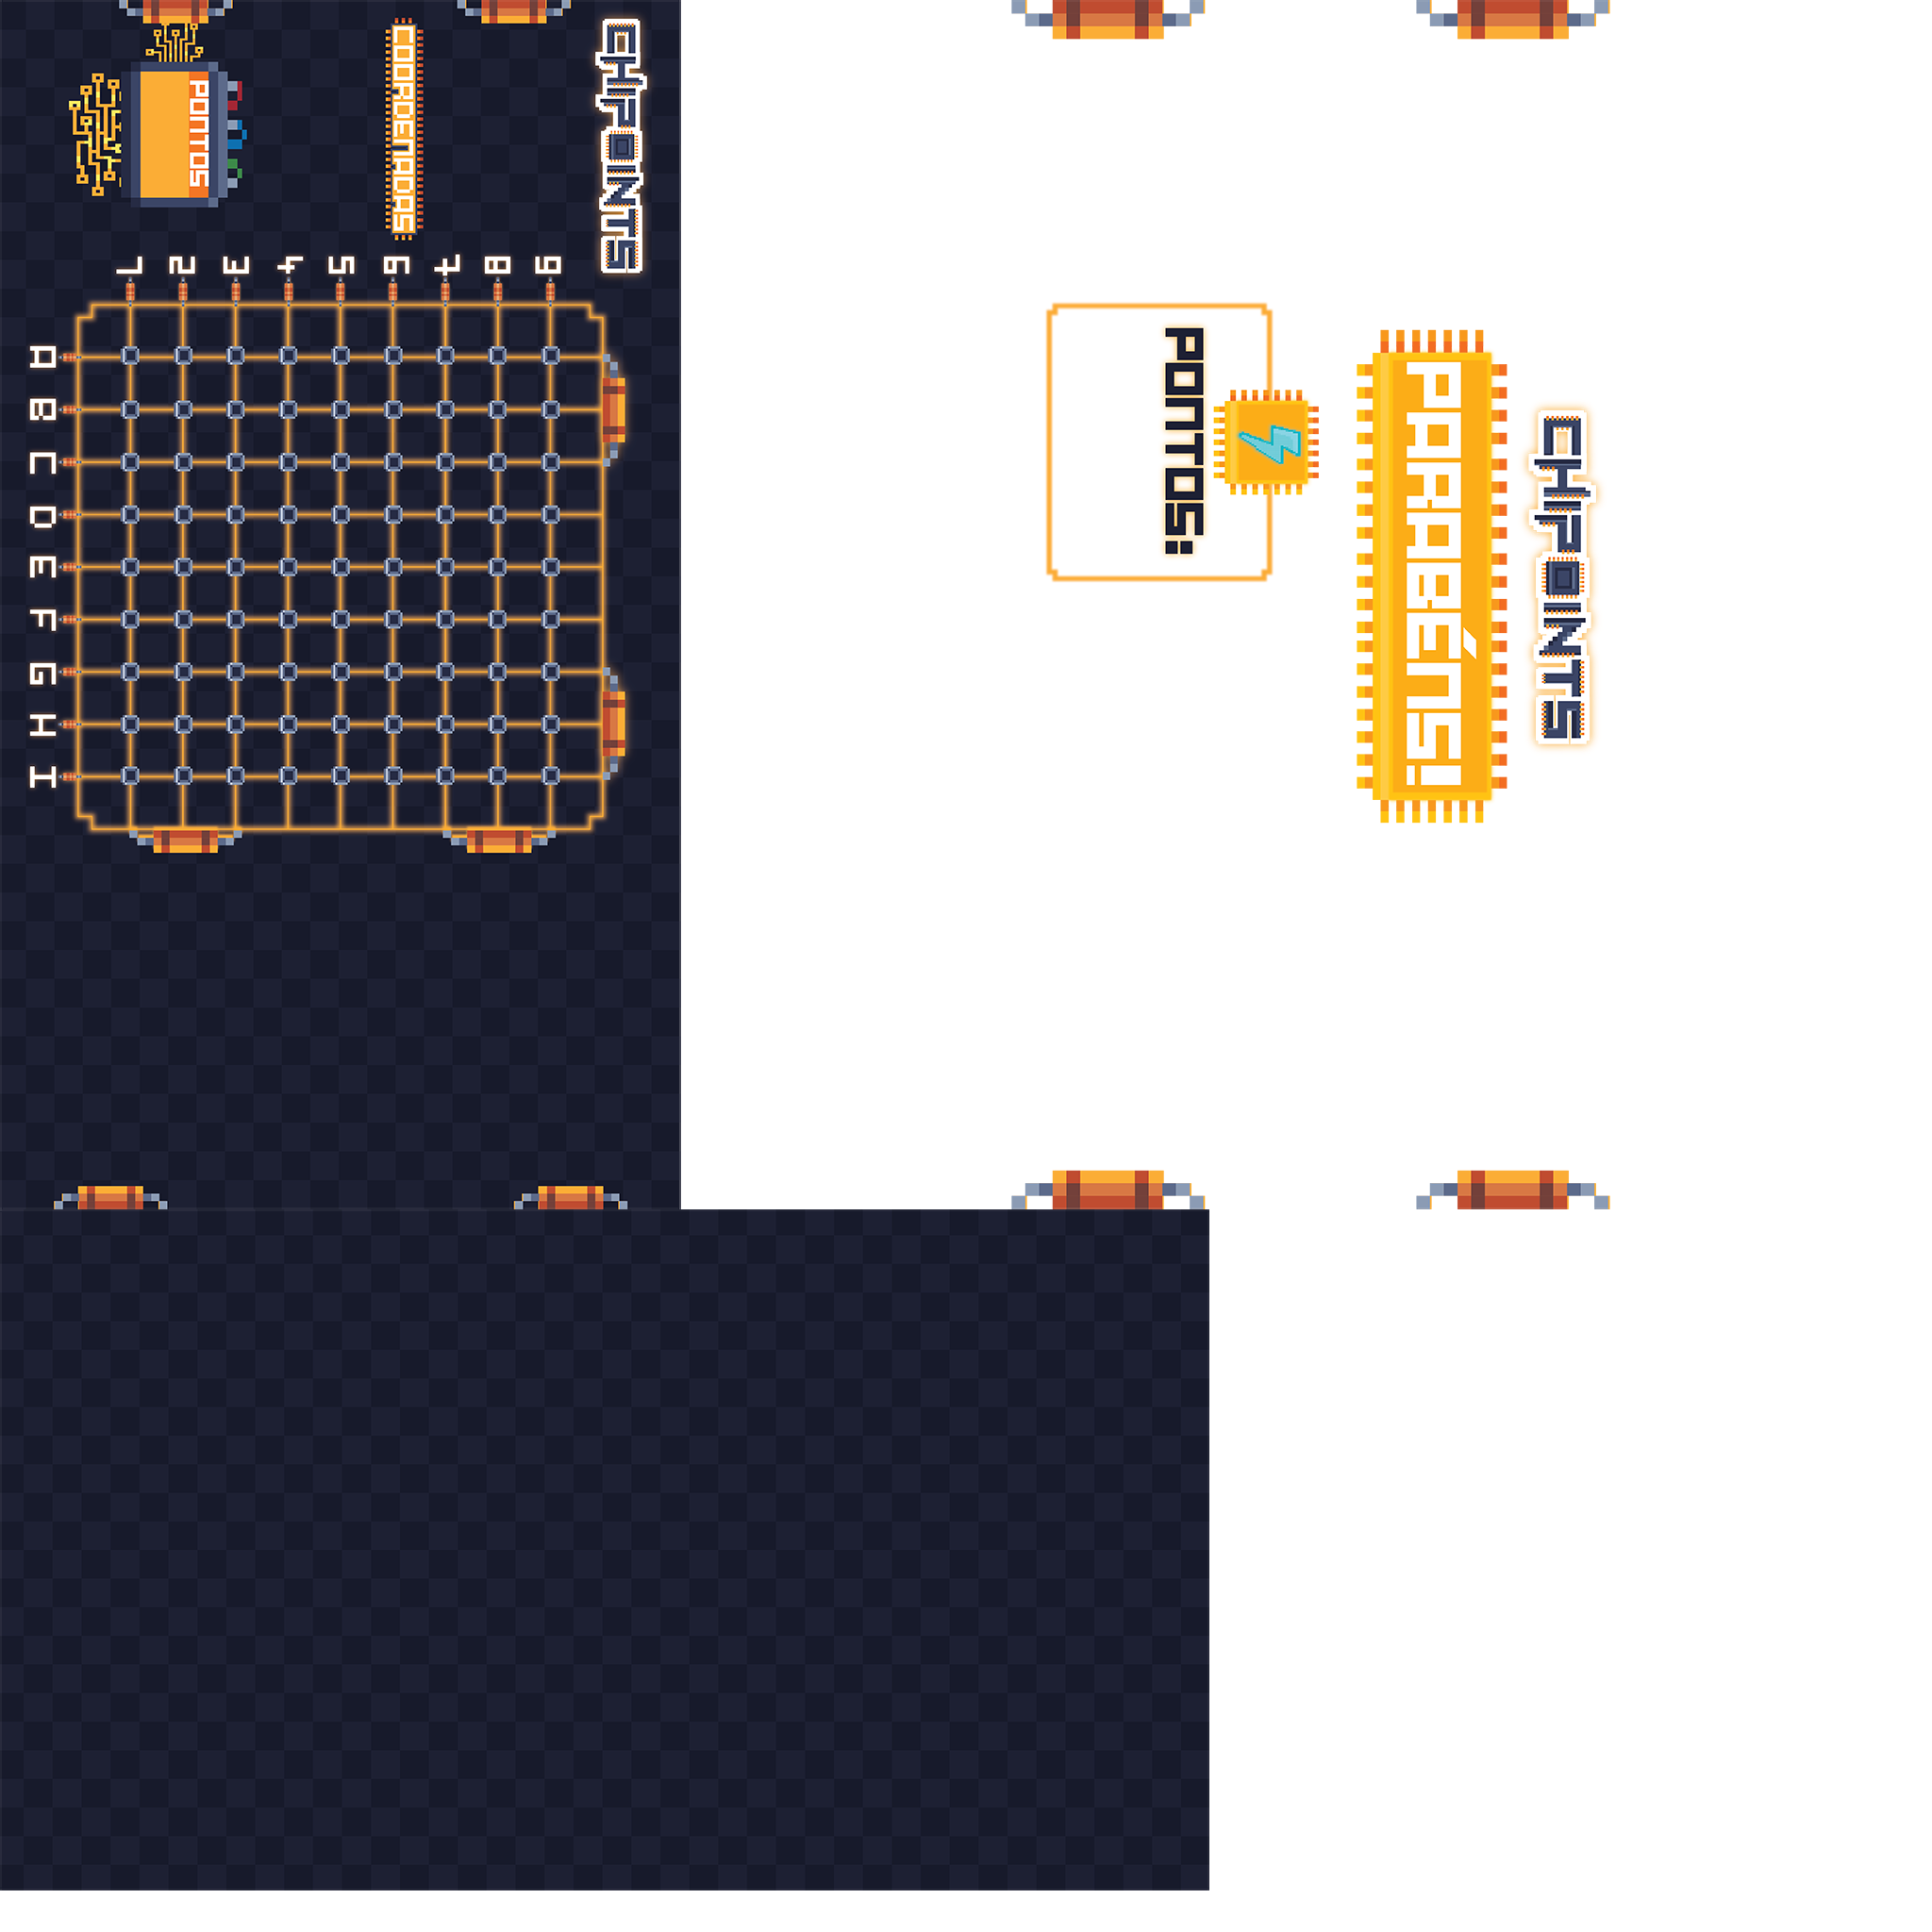 CHIPOINTS
PARABÉNS!
PONTOS:
CHIPOINTS
COORDENADAS
PONTOS
9
8
7
6
5
4
3
2
1
A B C D E F G H I